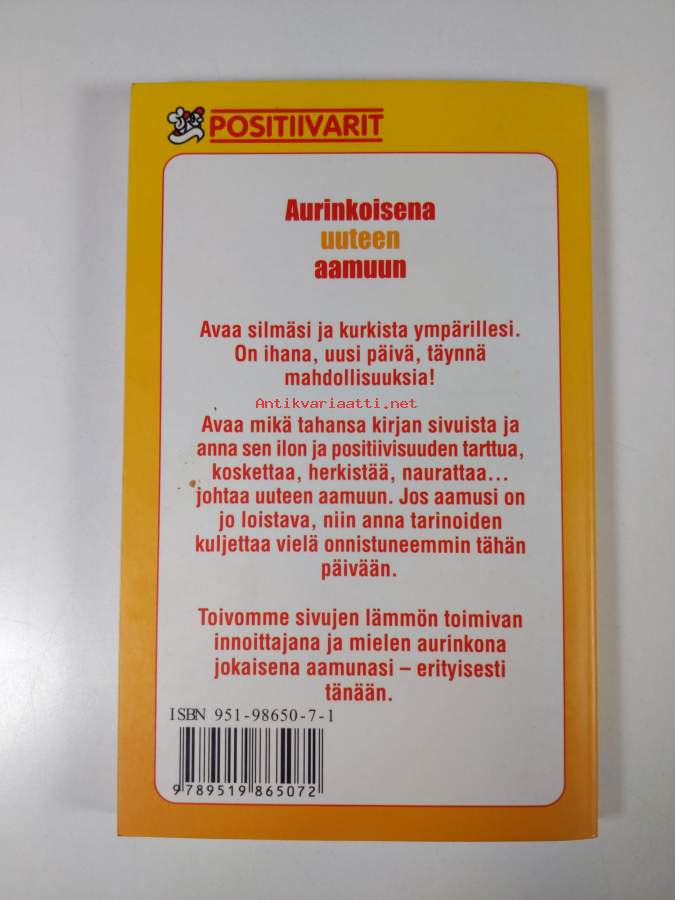 POSITIIVARIT
Aurinkoisena
uuteen
aamuun
Avaa silmäsi ja kurkista ympärillesi.
On ihana, uusi päivä, täynnä
mahdollisuuksia!
Antikvariaatti.net
Avaa mikä tahansa kirjan sivuista ja
anna sen ilon ja positiivisuuden tarttua,
koskettaa, herkistää, naurattaa...
johtaa uuteen aamuun. Jos aamusi on
jo loistava, niin anna tarinoiden
kuljettaa vielä onnistuneemmin tähän
päivään.
Toivomme sivujen lämmön toimivan
innoittajana ja mielen aurinkona
jokaisena aamunasi – erityisesti
tänään.
ISBN 951-98650-7-1
9 789519 865072